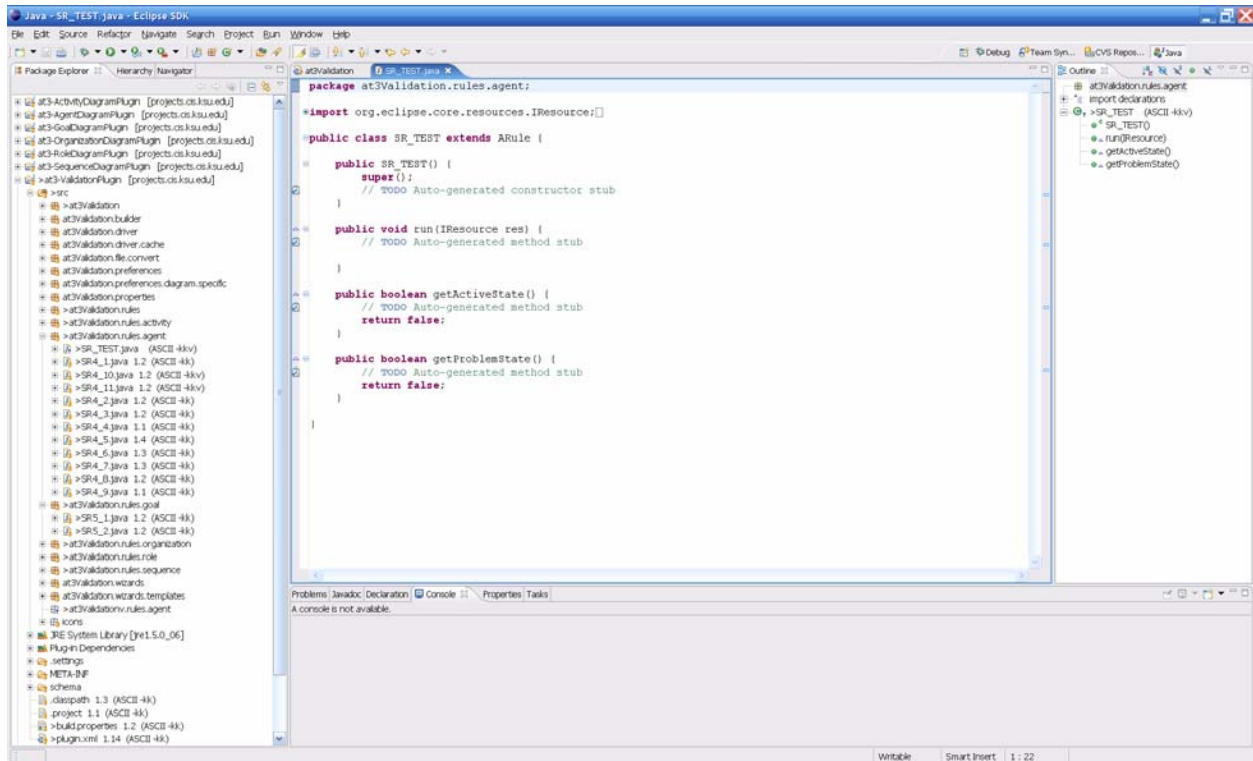 Java - SR_TEST.java - Eclipse SDK
File Edit Source Refactor Navigate Search Project Run Window Help
Debug Team Syn... CVS Repos... Java
Package Explorer Hierarchy Navigator
at3-ActivityDiagramPlugin [projects.cis.ksu.edu]
at3-AgentDiagramPlugin [projects.cis.ksu.edu]
at3-GoalDiagramPlugin [projects.cis.ksu.edu]
at3-OrganizationDiagramPlugin [projects.cis.ksu.edu]
at3-RoleDiagramPlugin [projects.cis.ksu.edu]
at3-SequenceDiagramPlugin [projects.cis.ksu.edu]
>at3-ValidationPlugin [projects.cis.ksu.edu]
>src
>at3Validation
at3Validation.builder
at3Validation.driver
at3Validation.driver.cache
at3Validation.file.convert
at3Validation.preferences
at3Validation.preferences.diagram.specific
at3Validation.properties
>at3Validation.rules
>at3Validation.rules.activity
>at3Validation.rules.agent
>SR_TEST.java (ASCII -kkv)
>SR4_1.java 1.2 (ASCII -kk)
>SR4_10.java 1.2 (ASCII -kkv)
>SR4_11.java 1.2 (ASCII -kkv)
>SR4_2.java 1.2 (ASCII -kk)
>SR4_3.java 1.2 (ASCII -kk)
>SR4_4.java 1.1 (ASCII -kk)
>SR4_5.java 1.4 (ASCII -kk)
>SR4_6.java 1.3 (ASCII -kk)
>SR4_7.java 1.3 (ASCII -kk)
>SR4_8.java 1.2 (ASCII -kk)
>SR4_9.java 1.1 (ASCII -kk)
>at3Validation.rules.goal
>SR5_1.java 1.2 (ASCII -kk)
>SR5_2.java 1.2 (ASCII -kk)
>at3Validation.rules.organization
>at3Validation.rules.role
>at3Validation.rules.sequence
at3Validation.wizards
at3Validation.wizards.templates
>at3Validationv.rules.agent
icons
JRE System Library [jre1.5.0_06]
Plug-in Dependencies
.settings
META-INF
schema
.classpath 1.3 (ASCII -kk)
.project 1.1 (ASCII -kk)
>build.properties 1.2 (ASCII -kk)
>plugin.xml 1.14 (ASCII -kk)
at3Validation SR_TEST.java
package at3Validation.rules.agent;
import org.eclipse.core.resources.IResource;
public class SR_TEST extends ARule {
public SR_TEST() {
super();
// TODO Auto-generated constructor stub
}
public void run(IResource res) {
// TODO Auto-generated method stub
}
public boolean getActiveState() {
// TODO Auto-generated method stub
return false;
}
public boolean getProblemState() {
// TODO Auto-generated method stub
return false;
}
}
Outline
at3Validation.rules.agent
import declarations
>SR_TEST (ASCII -kkv)
SR_TEST()
run(IResource)
getActiveState()
getProblemState()
Problems Javadoc Declaration Console Properties Tasks
A console is not available.
Writable Smart Insert 1 : 22